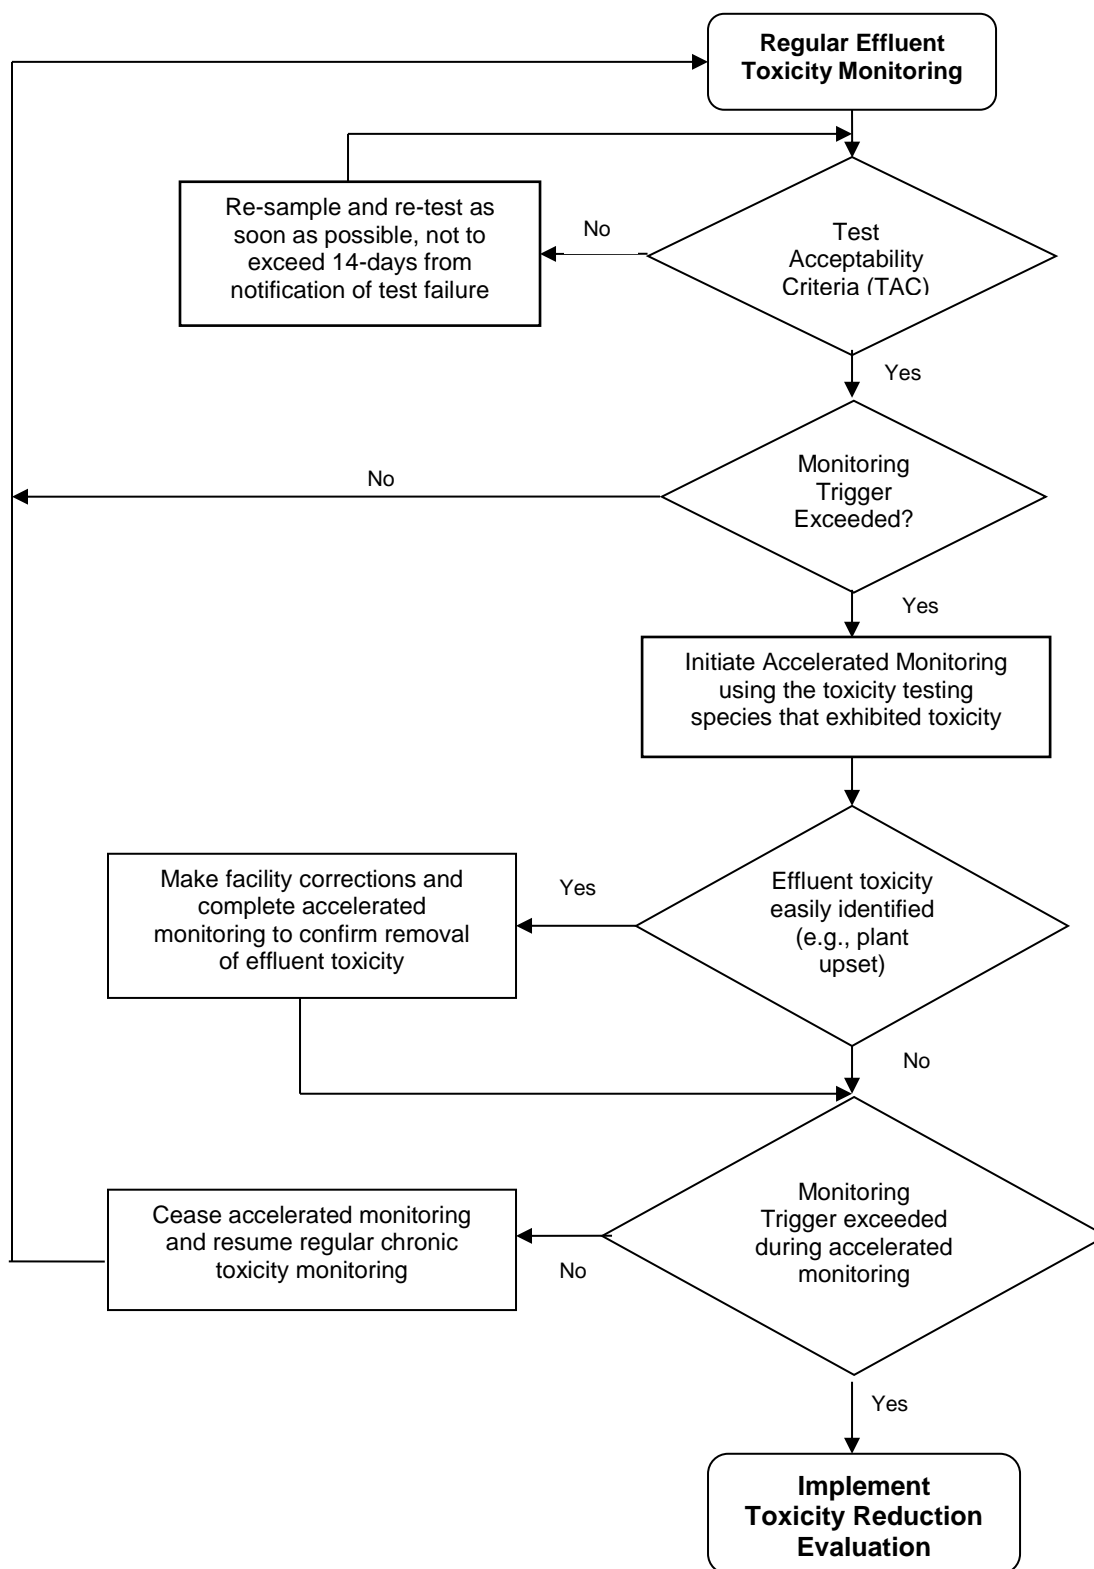 Regular Effluent
Toxicity Monitoring
Re-sample and re-test as
soon as possible, not to
exceed 14-days from
notification of test failure
No
Test
Acceptability
Criteria (TAC)
Yes
Monitoring
Trigger
Exceeded?
No
Yes
Initiate Accelerated Monitoring
using the toxicity testing
species that exhibited toxicity
Make facility corrections and
complete accelerated
monitoring to confirm removal
of effluent toxicity
Yes
Effluent toxicity
easily identified
(e.g., plant
upset)
No
Cease accelerated monitoring
and resume regular chronic
toxicity monitoring
No
Monitoring
Trigger exceeded
during accelerated
monitoring
Yes
Implement
Toxicity Reduction
Evaluation